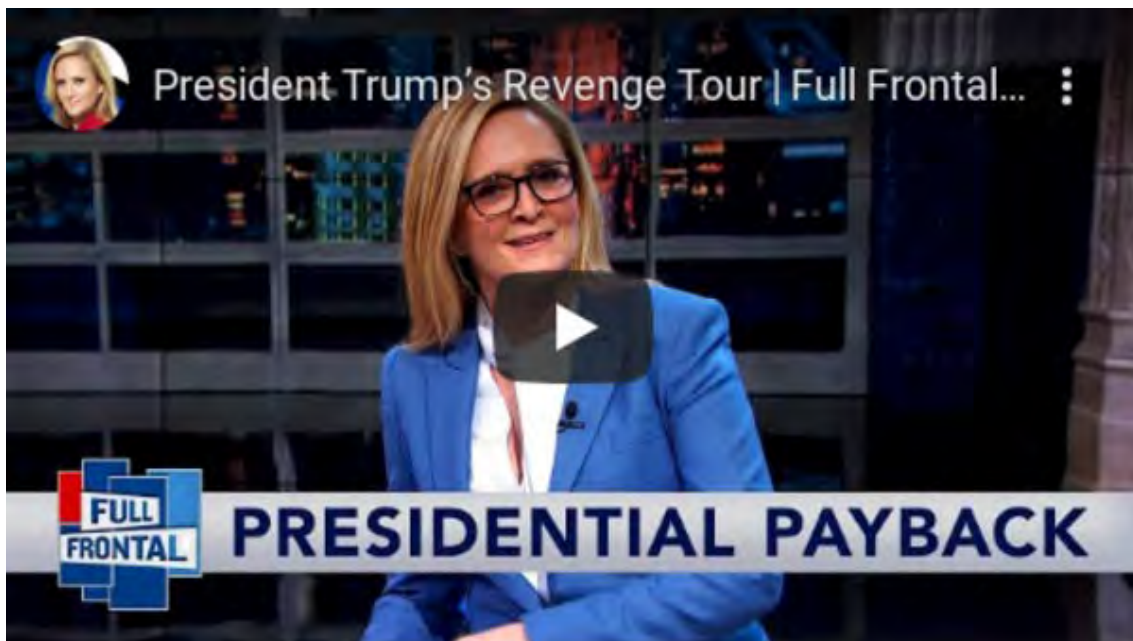 President Trump's Revenge Tour | Full Frontal...
FULL
FRONTAL
PRESIDENTIAL PAYBACK